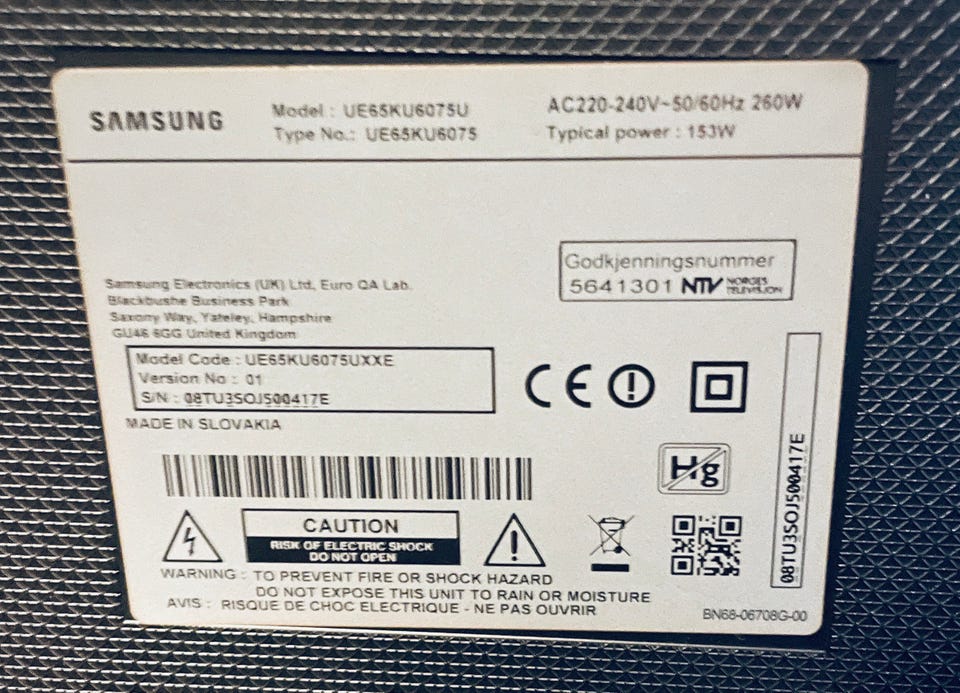 SAMSUNG
Model : UE65KU6075U
Type No.: UE65KU6075
AC220-240V~50/60Hz 260W
Typical power : 153W
Godkjenningsnummer
5641301 NTV NORGES TELEVISJON
Samsung Electronics (UK) Ltd, Euro QA Lab.
Blackbushe Business Park
Saxony Way, Yateley, Hampshire
GU46 6GG United Kingdom
Model Code : UE65KU6075UXXE
Version No : 01
S/N : 08TU3SOJ500417E
MADE IN SLOVAKIA
CE
Hg
08TU3SOJ500417E
CAUTION
RISK OF ELECTRIC SHOCK
DO NOT OPEN
WARNING : TO PREVENT FIRE OR SHOCK HAZARD
DO NOT EXPOSE THIS UNIT TO RAIN OR MOISTURE
AVIS : RISQUE DE CHOC ELECTRIQUE - NE PAS OUVRIR
BN68-06708G-00